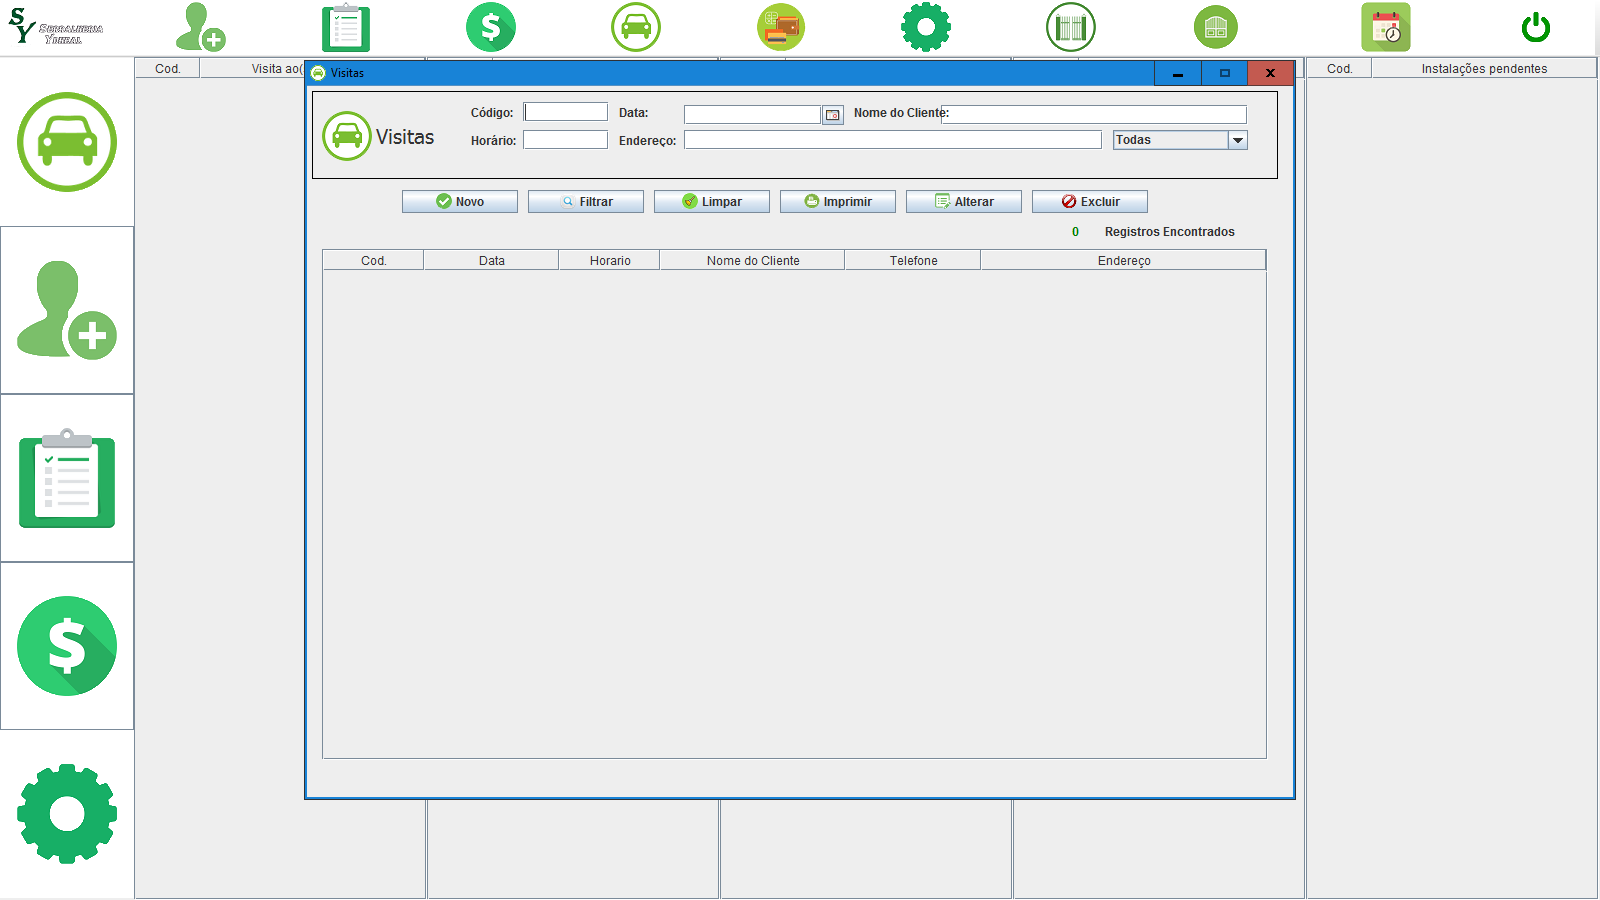 SY Serralheria
Yhezal
Cod. Visita ao(
Visitas
Cod. Instalações pendentes
Código: Data: Nome do Cliente:
Visitas
Horário: Endereço: Todas
Novo Filtrar Limpar Imprimir Alterar Excluir
0 Registros Encontrados
Cod. Data Horario Nome do Cliente Telefone Endereço